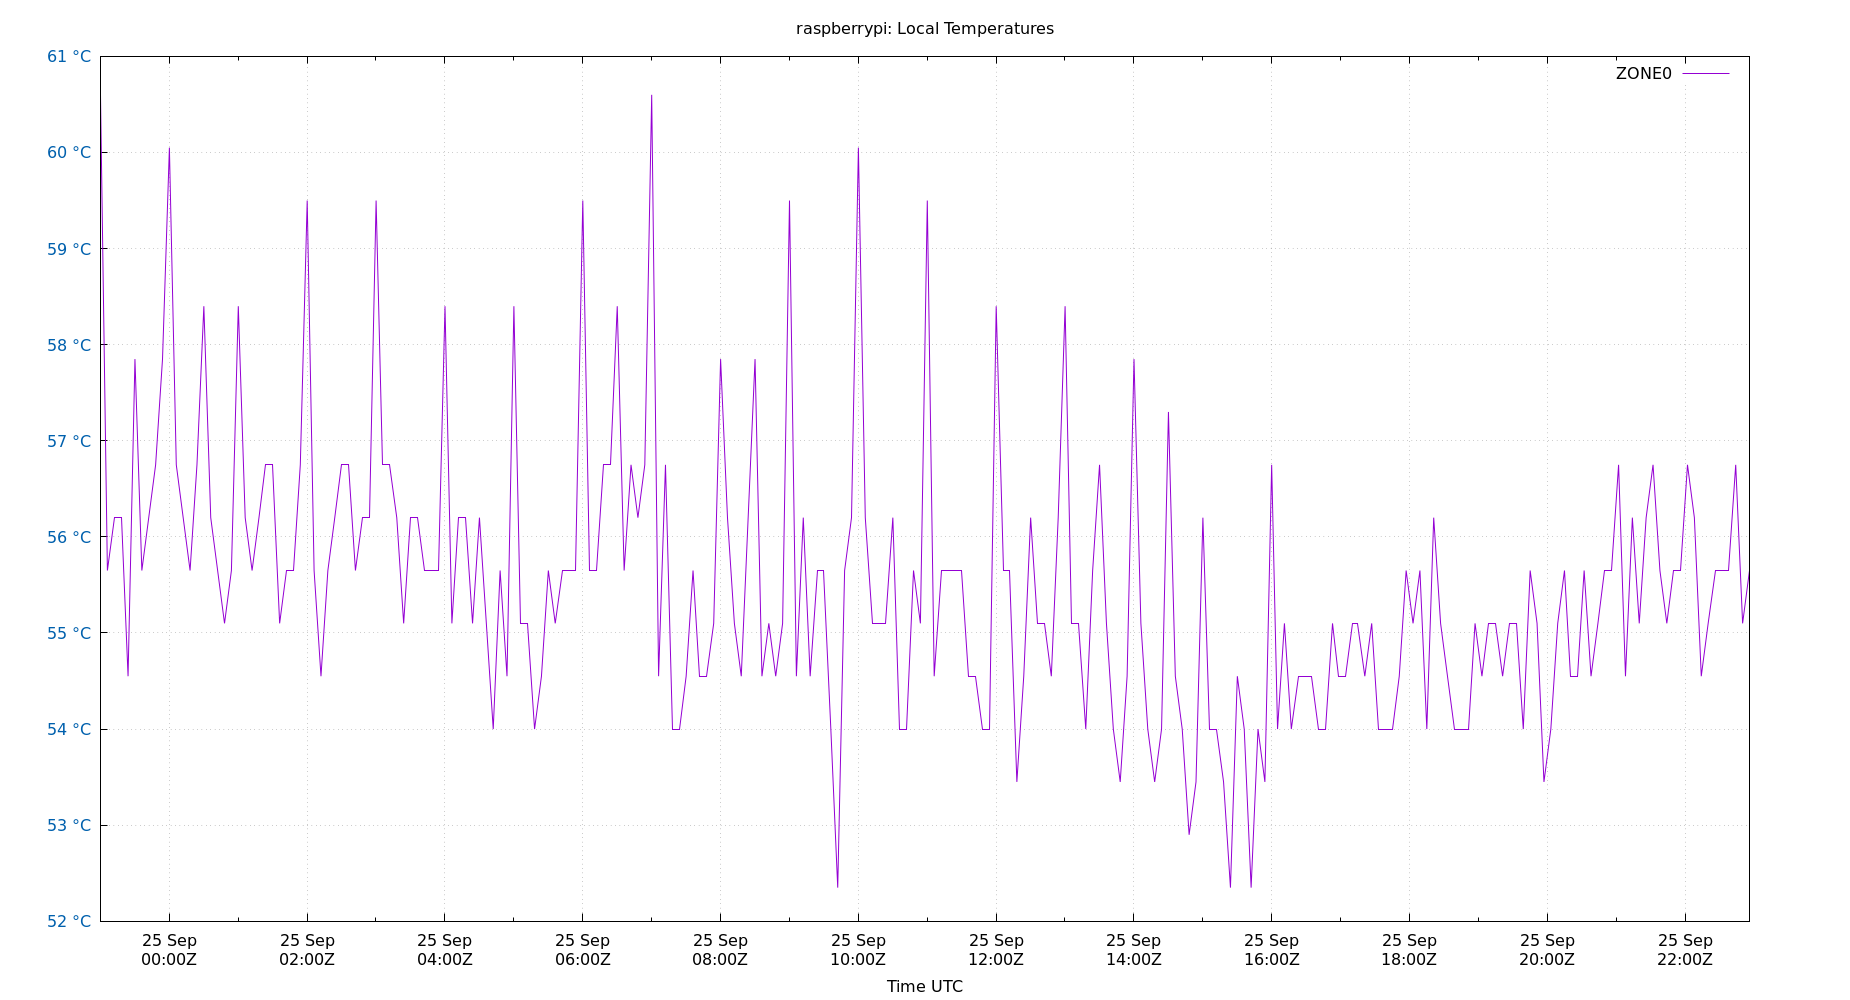 raspberrypi: Local Temperatures
61 °C
ZONE0
60 °C
59 °C
58 °C
57 °C
56 °C
55 °C
54 °C
53 °C
52 °C
25 Sep 25 Sep 25 Sep 25 Sep 25 Sep 25 Sep 25 Sep 25 Sep 25 Sep 25 Sep 25 Sep 25 Sep
00:00Z 02:00Z 04:00Z 06:00Z 08:00Z 10:00Z 12:00Z 14:00Z 16:00Z 18:00Z 20:00Z 22:00Z
Time UTC